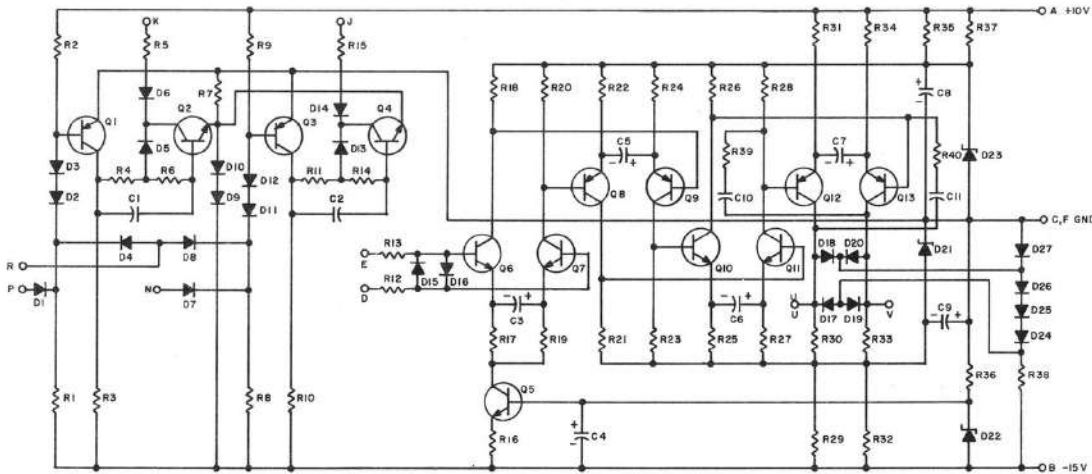 K J A +10V
R2 R5 R9 R15 R31 R34 R35 R37
R18 R20 R22 R24 R26 R28 + C8 -
D6 R7 D14
Q1 Q2 Q3 Q4
D5 D13 R39 - C7 + R40 D23
- C5 +
D3 D10 D12
R4 R6 R11 R14 Q8 Q9 C10 Q12 Q13 C11
D2 C1 D9 D11 C2
C,F GND
D4 D8 R13 Q6 Q7 Q10 Q11 D18 D20 D21 D27
R E D15 D16
P D1 N D7 R12 D26
D U U D17 D19 V D25
- C3 + - C6 + - C9 + D24
R17 R19 R21 R23 R25 R27 R30 R33
R36 R38
R1 R3 R8 R10 Q5
+ C4 - D22
R16 R29 R32
B -15V